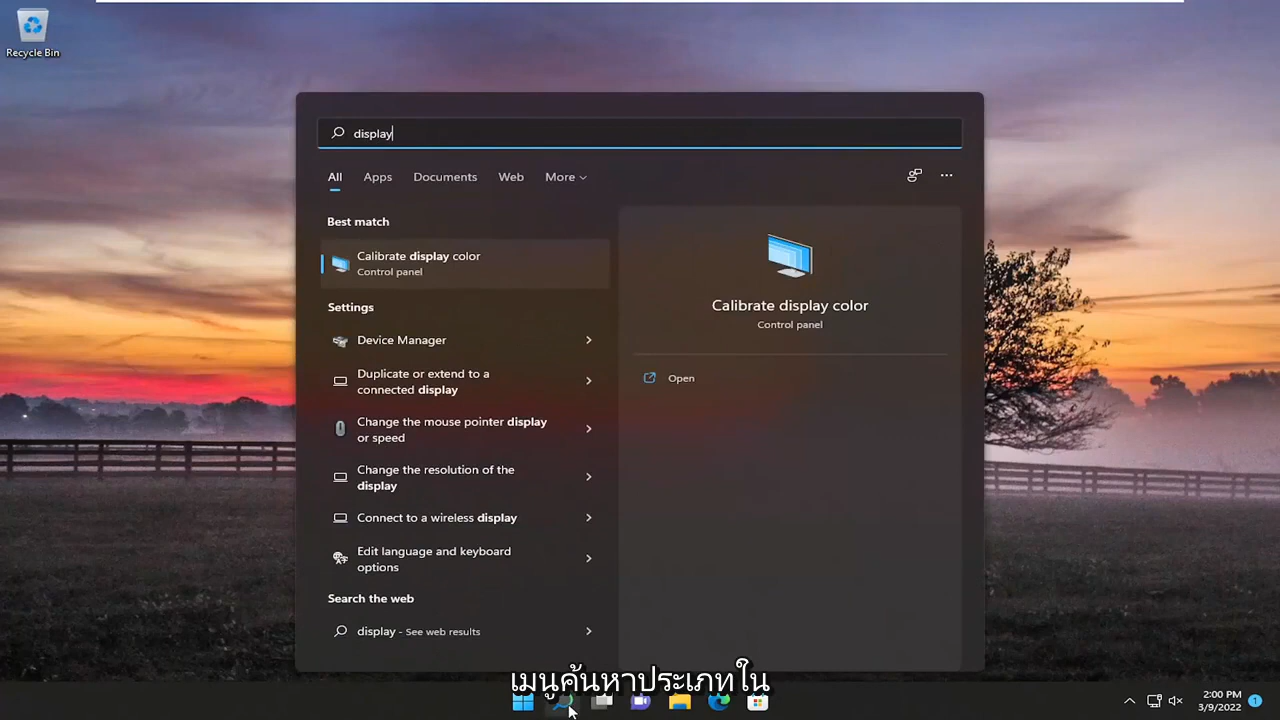 Recycle Bin
display
All Apps Documents Web More
Best match
Calibrate display color
Control panel
Settings
Device Manager
Duplicate or extend to a
connected display
Change the mouse pointer display
or speed
Change the resolution of the
display
Connect to a wireless display
Edit language and keyboard
options
Search the web
display - See web results
Calibrate display color
Control panel
Open
เมนูค้นหาประเภทใน
2:00 PM
3/9/2022
1